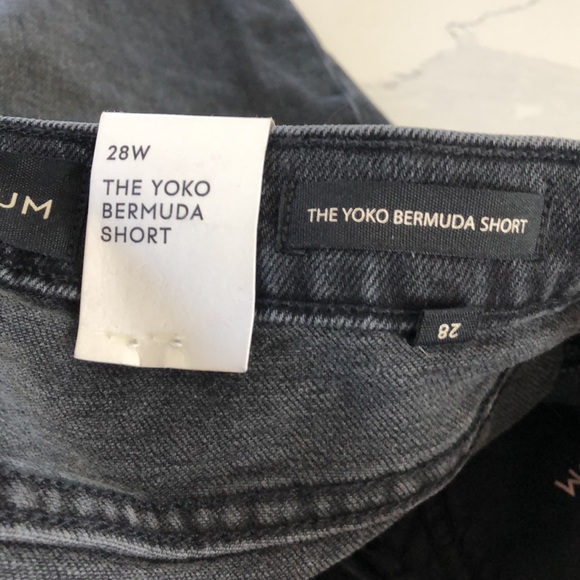 28W
THE YOKO
BERMUDA
SHORT
UM
THE YOKO BERMUDA SHORT
28
M